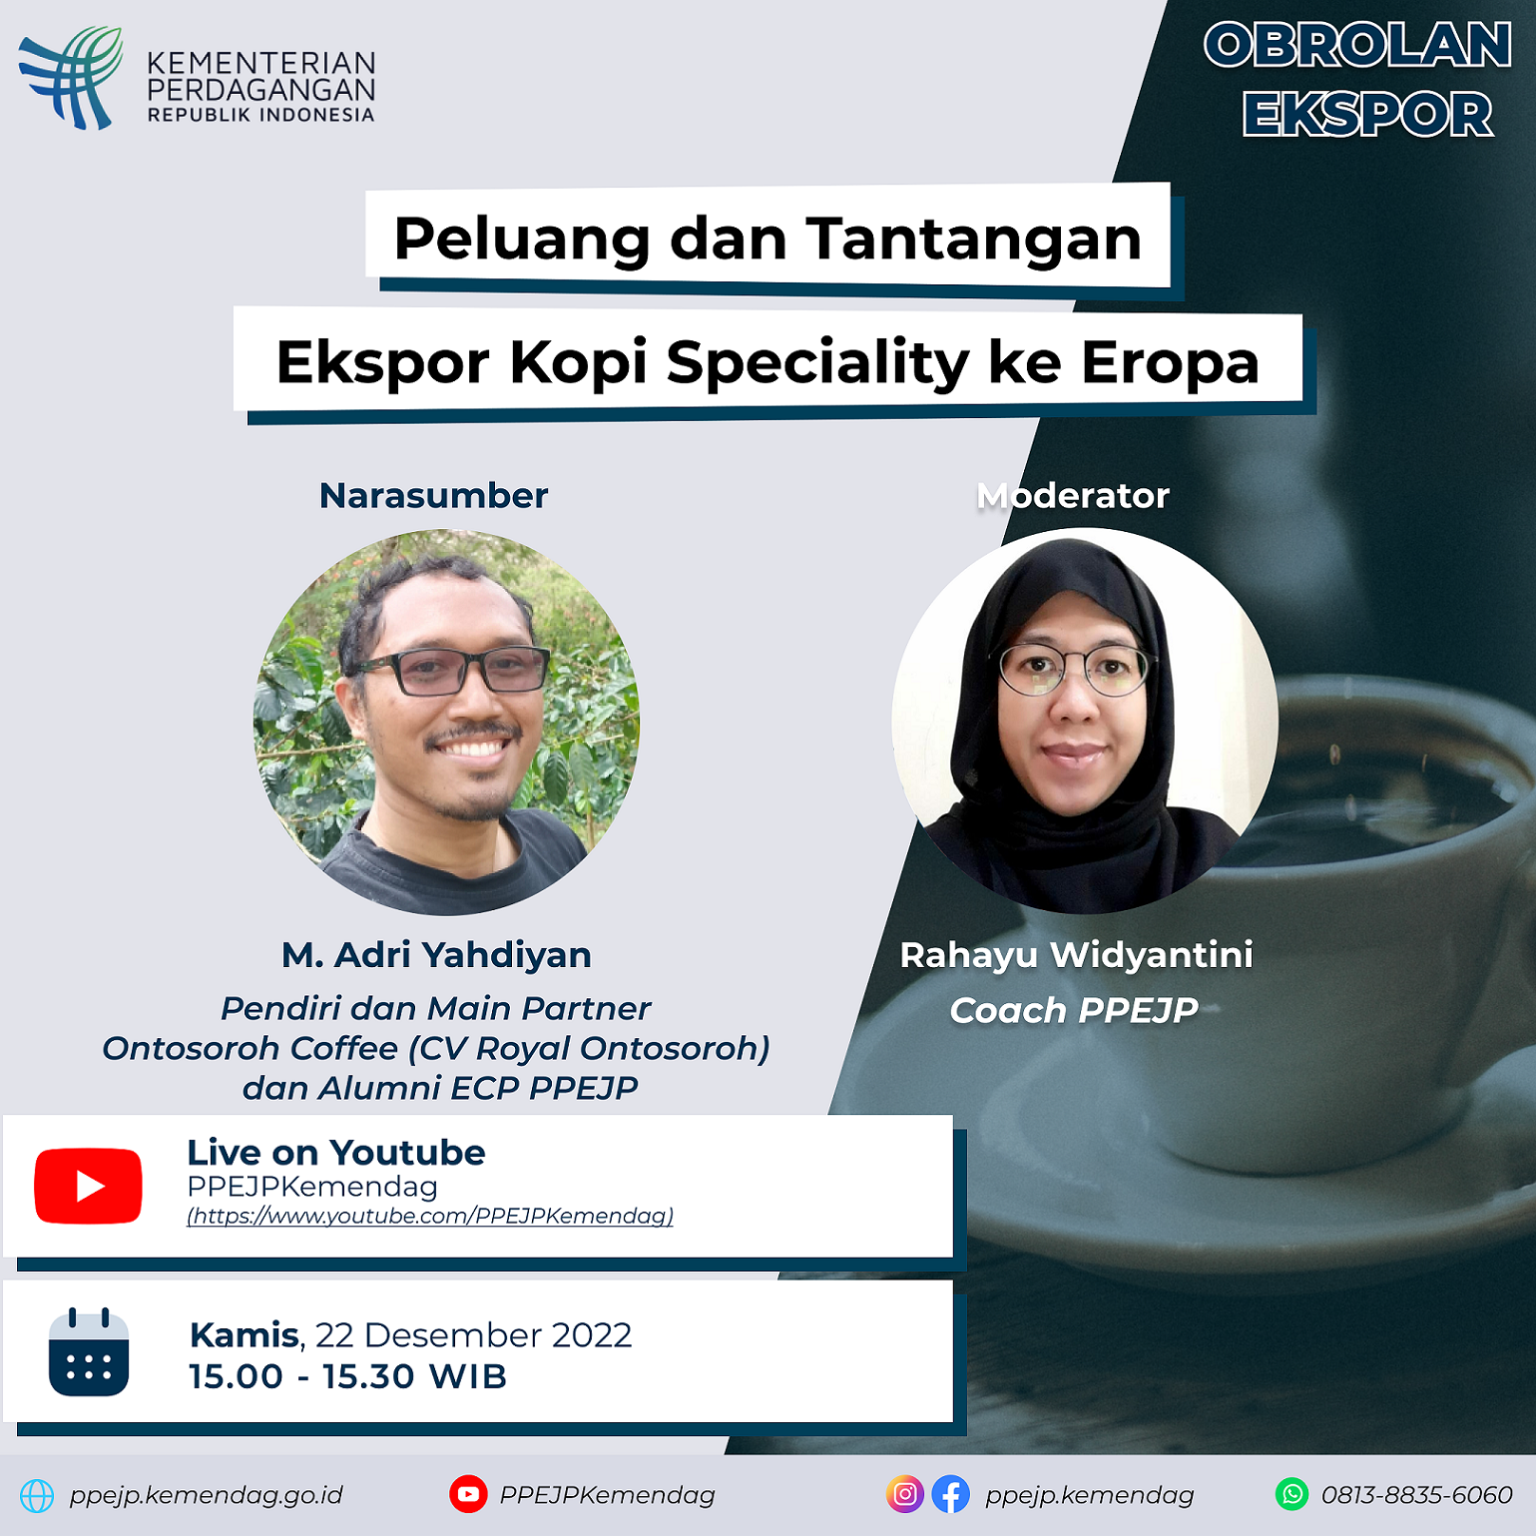 KEMENTERIAN
PERDAGANGAN
REPUBLIK INDONESIA
OBROLAN
EKSPOR
Peluang dan Tantangan
Ekspor Kopi Speciality ke Eropa
Narasumber
Moderator
M. Adri Yahdiyan
Pendiri dan Main Partner
Ontosoroh Coffee (CV Royal Ontosoroh)
dan Alumni ECP PPEJP
Rahayu Widyantini
Coach PPEJP
Live on Youtube
PPEJPKemendag
(https://www.youtube.com/PPEJPKemendag)
Kamis, 22 Desember 2022
15.00 - 15.30 WIB
ppejp.kemendag.go.id
PPEJPKemendag
ppejp.kemendag
0813-8835-6060